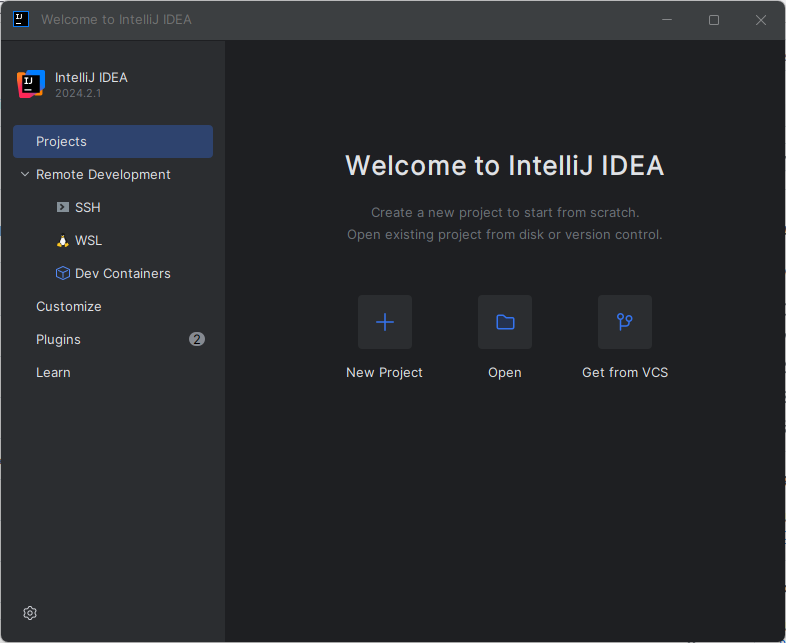 Welcome to IntelliJ IDEA
IntelliJ IDEA
2024.2.1
Projects
Remote Development
SSH
WSL
Dev Containers
Customize
Plugins 2
Learn
Welcome to IntelliJ IDEA
Create a new project to start from scratch.
Open existing project from disk or version control.
New Project
Open
Get from VCS